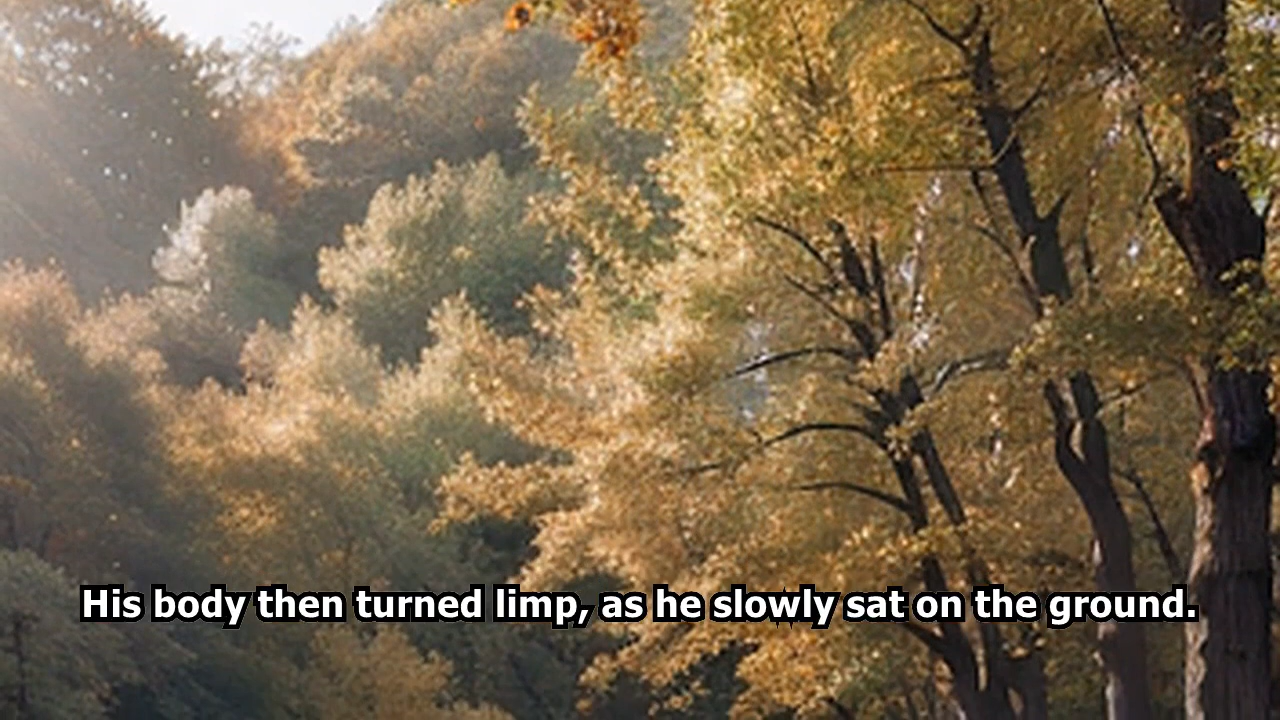 His body then turned limp, as he slowly sat on the ground.